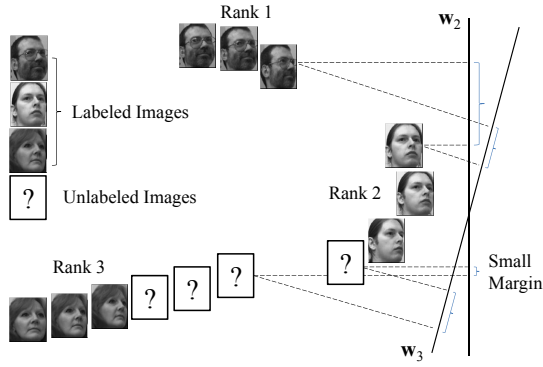 Rank 1
w2
Labeled Images
?
Unlabeled Images
Rank 2
Rank 3
?
?
?
?
Small
Margin
w3